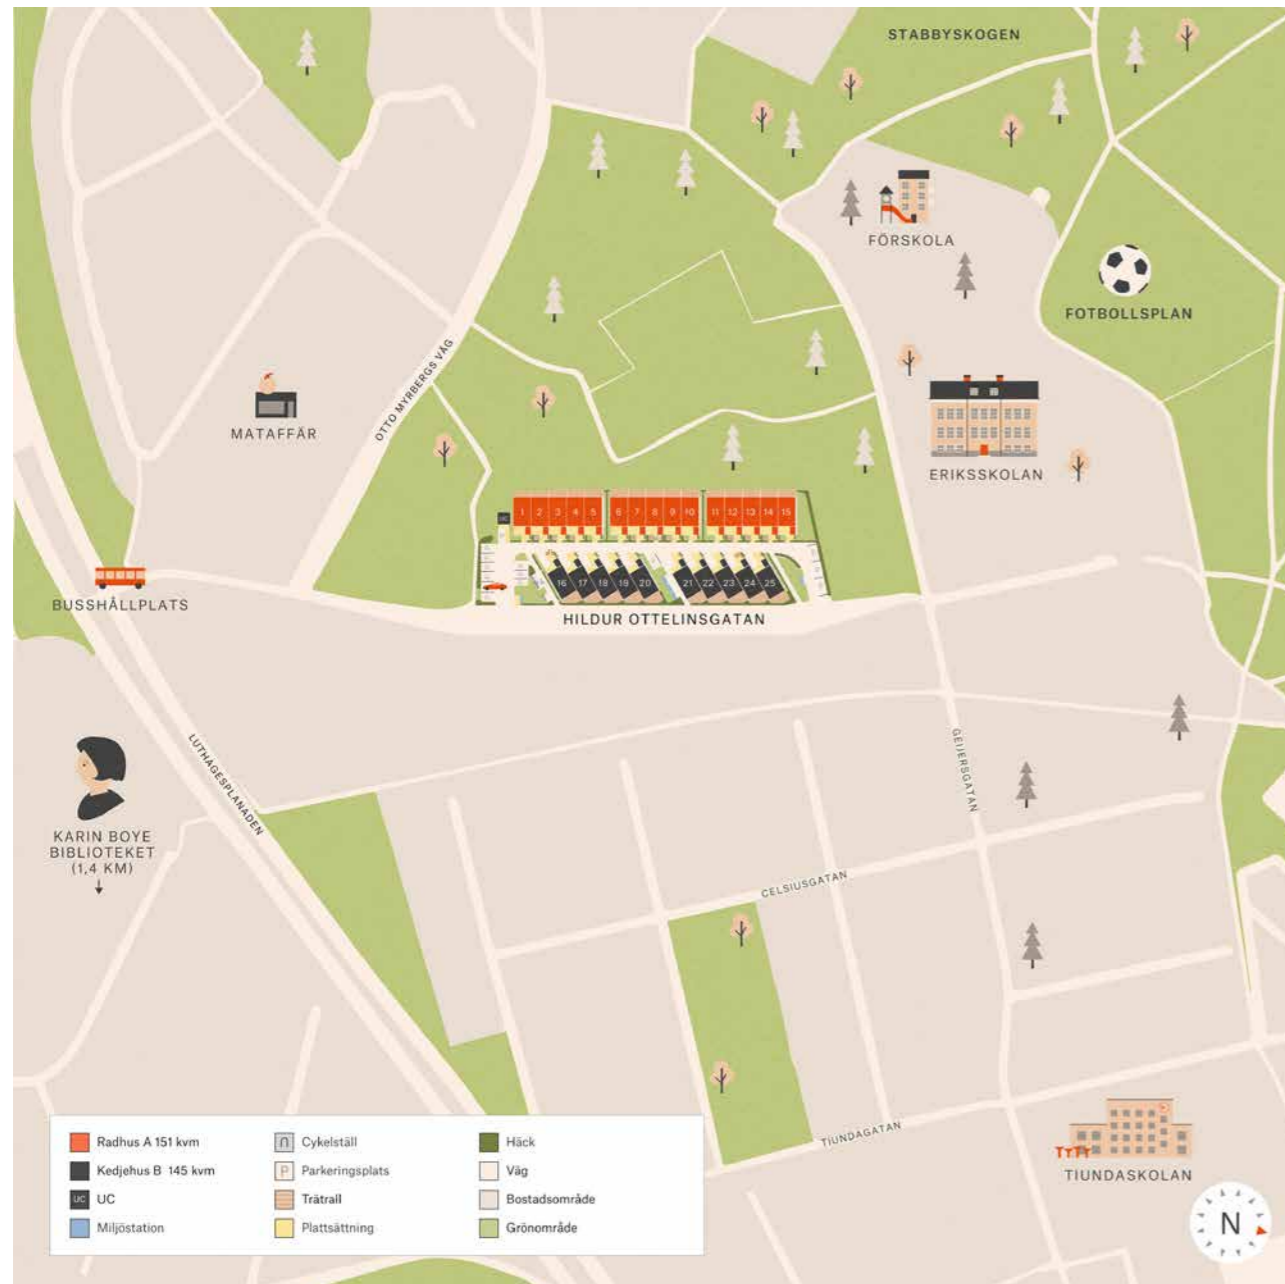 STABBYSKOGEN
FÖRSKOLA
FOTBOLLSPLAN
OTTO MYRBERGS VÄG
MATAFFÄR
ERIKSSKOLAN
UC
1 2 3 4 5 6 7 8 9 10 11 12 13 14 15
16 17 18 19 20 21 22 23 24 25
BUSSHÅLLPLATS
HILDUR OTTELINSGATAN
LUTHAGESPLANADEN
GEIJERSGATAN
KARIN BOYE
BIBLIOTEKET
(1,4 KM)
CELSIUSGATAN
TIUNDAGATAN
TIUNDASKOLAN
N
Radhus A 151 kvm
Kedjehus B 145 kvm
UC UC
Miljöstation
Cykelställ
P Parkeringsplats
Trätrall
Plattsättning
Häck
Väg
Bostadsområde
Grönområde